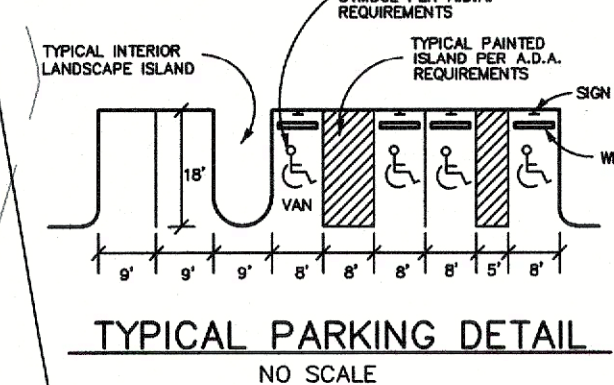 REQUIREMENTS
TYPICAL INTERIOR
LANDSCAPE ISLAND
TYPICAL PAINTED
ISLAND PER A.D.A.
REQUIREMENTS
SIGN
18'
VAN
9' 9' 9' 8' 8' 8' 8' 5' 8'
TYPICAL PARKING DETAIL
NO SCALE